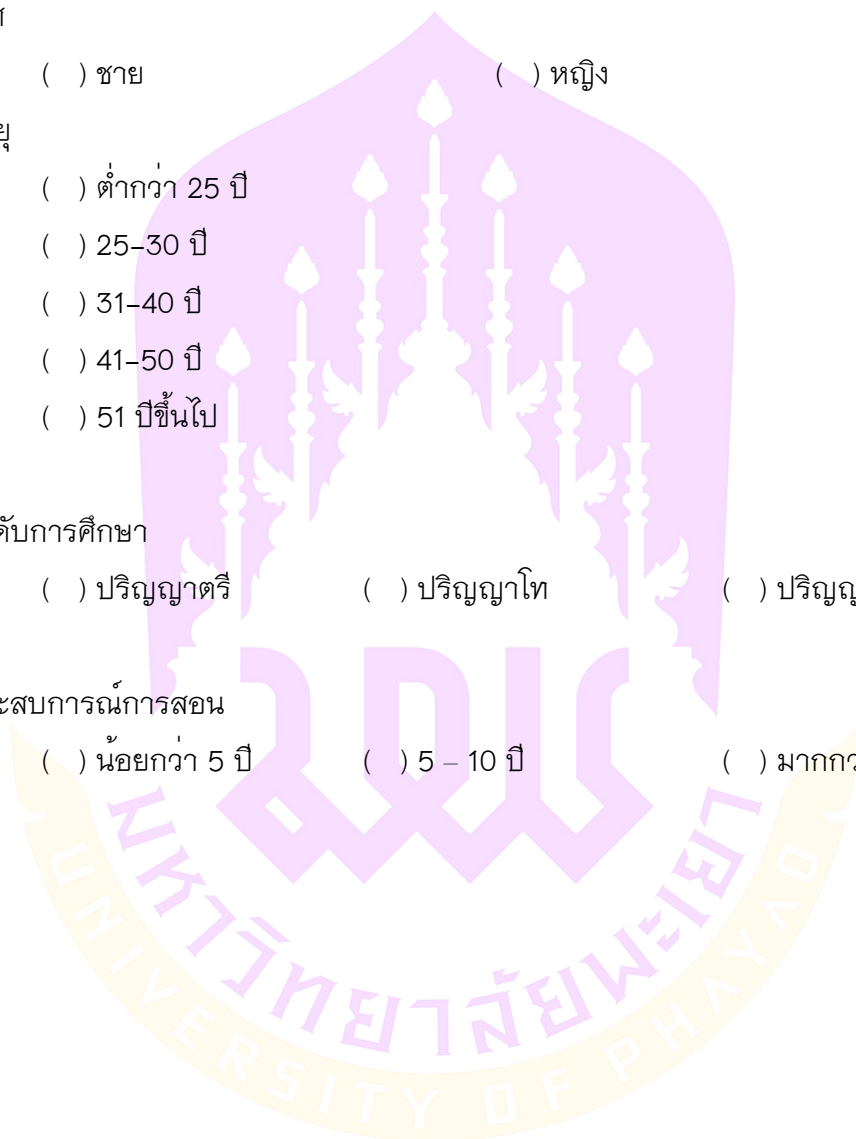 ศ
( ) ชาย ( ) หญิง
ยุ
( ) ต่ำกว่า 25 ปี
( ) 25-30 ปี
( ) 31-40 ปี
( ) 41-50 ปี
( ) 51 ปีขึ้นไป
ดับการศึกษา
( ) ปริญญาตรี ( ) ปริญญาโท ( ) ปริญญ
ะสบการณ์การสอน
( ) น้อยกว่า 5 ปี ( ) 5 – 10 ปี ( ) มากกว
มหาวิทยาลัยพะเยา
UNIVERSITY OF PHAYAO